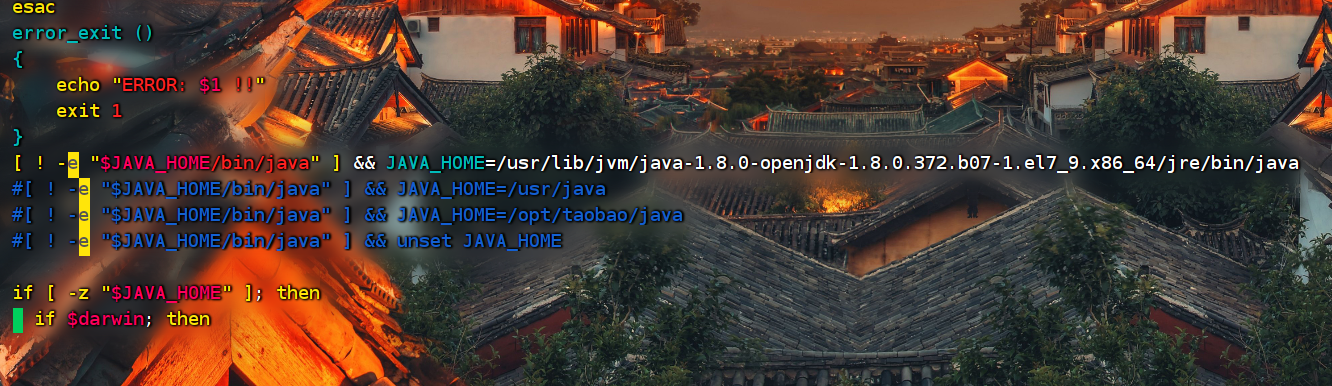 esac
error_exit ()
{
    echo "ERROR: $1 !!"
    exit 1
}
[ ! -e "$JAVA_HOME/bin/java" ] && JAVA_HOME=/usr/lib/jvm/java-1.8.0-openjdk-1.8.0.372.b07-1.el7_9.x86_64/jre/bin/java
#[ ! -e "$JAVA_HOME/bin/java" ] && JAVA_HOME=/usr/java
#[ ! -e "$JAVA_HOME/bin/java" ] && JAVA_HOME=/opt/taobao/java
#[ ! -e "$JAVA_HOME/bin/java" ] && unset JAVA_HOME

if [ -z "$JAVA_HOME" ]; then
  if $darwin; then